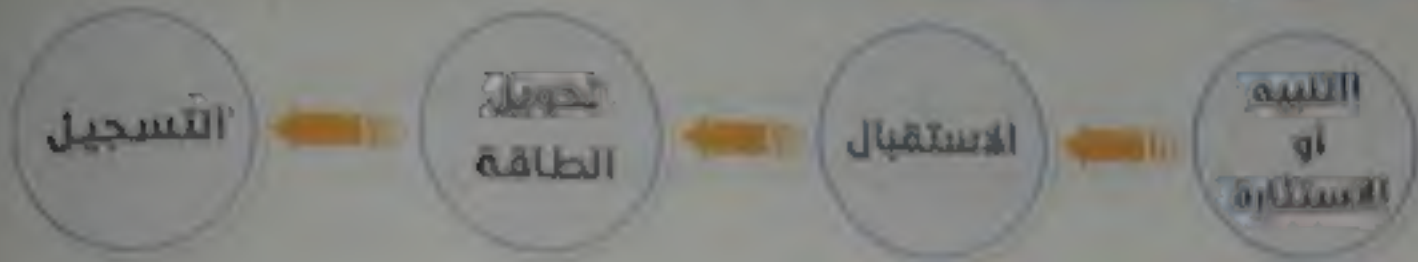 التنبيه
أو
الاستثارة
الاستقبال
تحويل
الطاقة
التسجيل